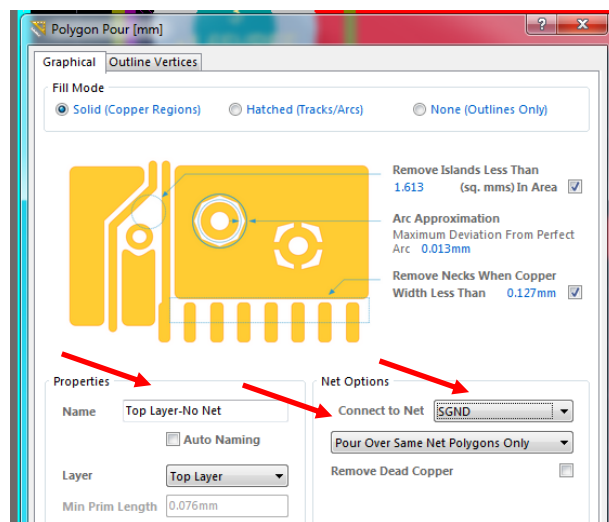 Polygon Pour [mm]
Graphical Outline Vertices
Fill Mode
Solid (Copper Regions) Hatched (Tracks/Arcs) None (Outlines Only)
Remove Islands Less Than
1.613 (sq. mms) In Area
Arc Approximation
Maximum Deviation From Perfect
Arc 0.013mm
Remove Necks When Copper
Width Less Than 0.127mm
Properties
Name Top Layer-No Net
Auto Naming
Layer Top Layer
Min Prim Length 0.076mm
Net Options
Connect to Net SGND
Pour Over Same Net Polygons Only
Remove Dead Copper